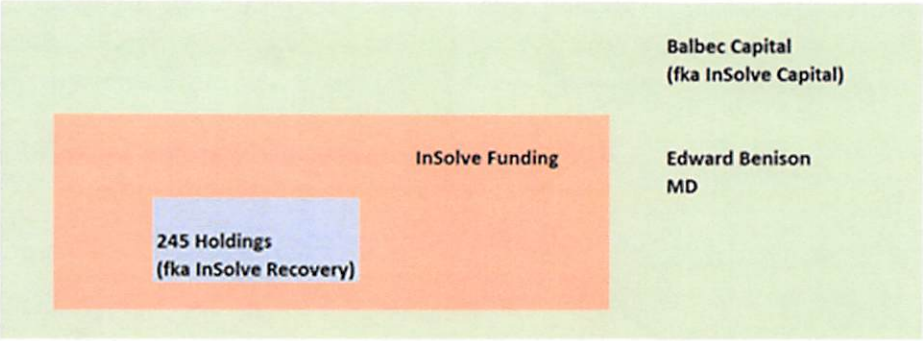 Balbec Capital
(fka InSolve Capital)
InSolve Funding
Edward Benison
MD
245 Holdings
(fka InSolve Recovery)